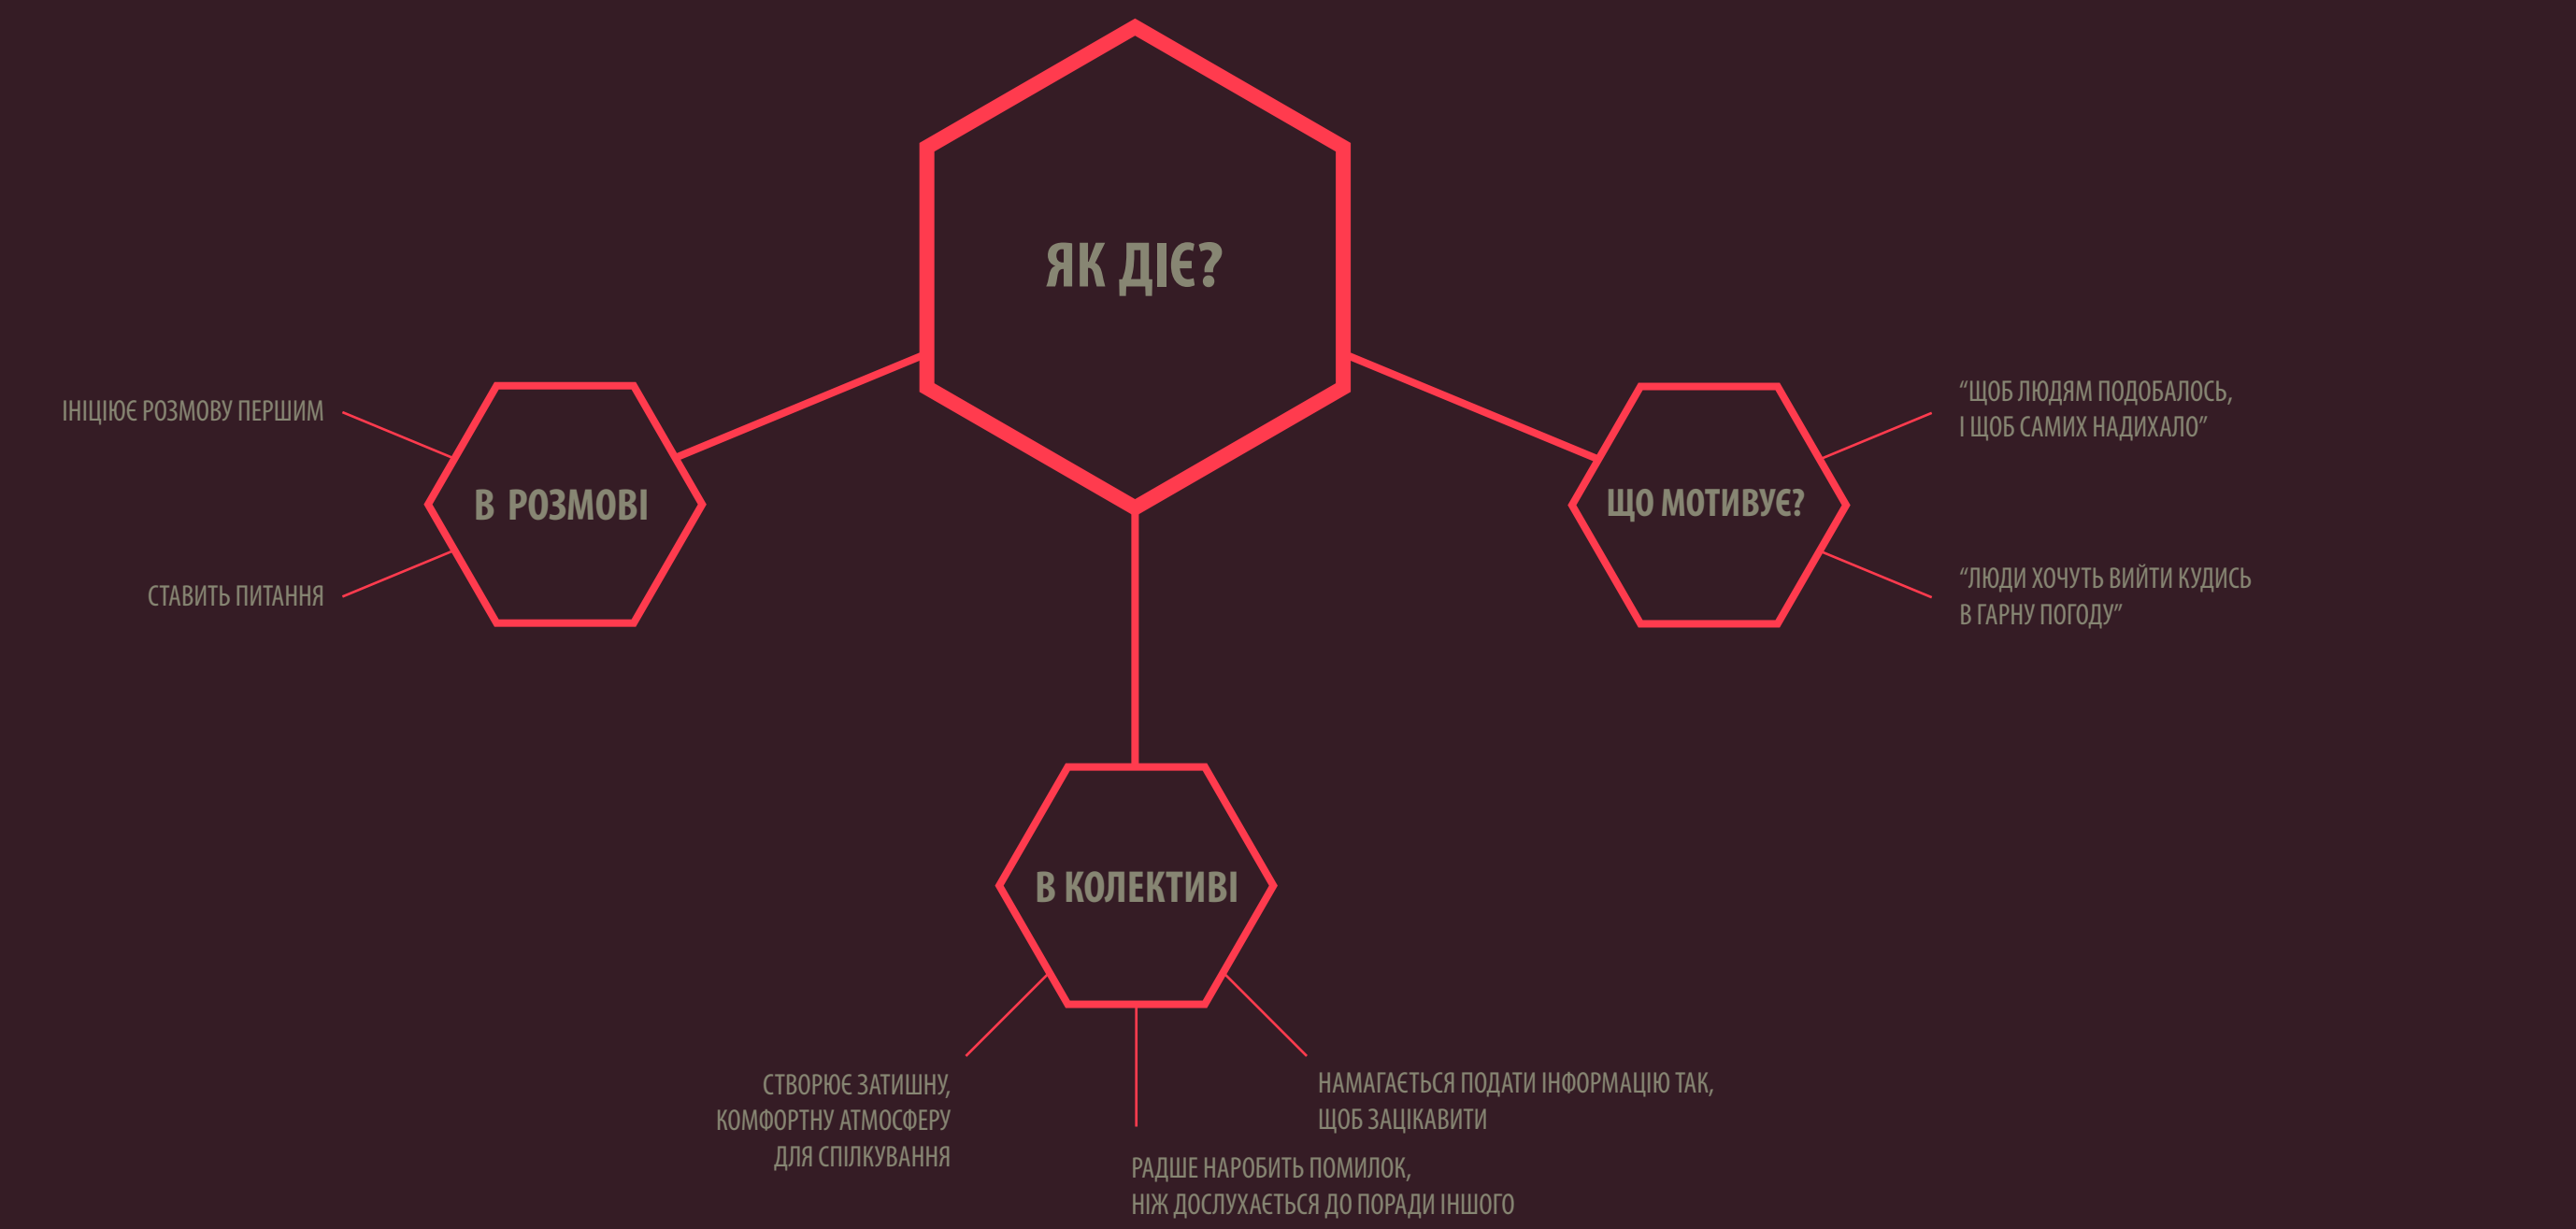 ЯК ДІЄ?
В РОЗМОВІ
ІНІЦІЮЄ РОЗМОВУ ПЕРШИМ
СТАВИТЬ ПИТАННЯ
ЩО МОТИВУЄ?
“ЩОБ ЛЮДЯМ ПОДОБАЛОСЬ,
І ЩОБ САМИХ НАДИХАЛО”
“ЛЮДИ ХОЧУТЬ ВИЙТИ КУДИСЬ
В ГАРНУ ПОГОДУ”
В КОЛЕКТИВІ
СТВОРЮЄ ЗАТИШНУ,
КОМФОРТНУ АТМОСФЕРУ
ДЛЯ СПІЛКУВАННЯ
РАДШЕ НАРОБИТЬ ПОМИЛОК,
НІЖ ДОСЛУХАЄТЬСЯ ДО ПОРАДИ ІНШОГО
НАМАГАЄТЬСЯ ПОДАТИ ІНФОРМАЦІЮ ТАК,
ЩОБ ЗАЦІКАВИТИ